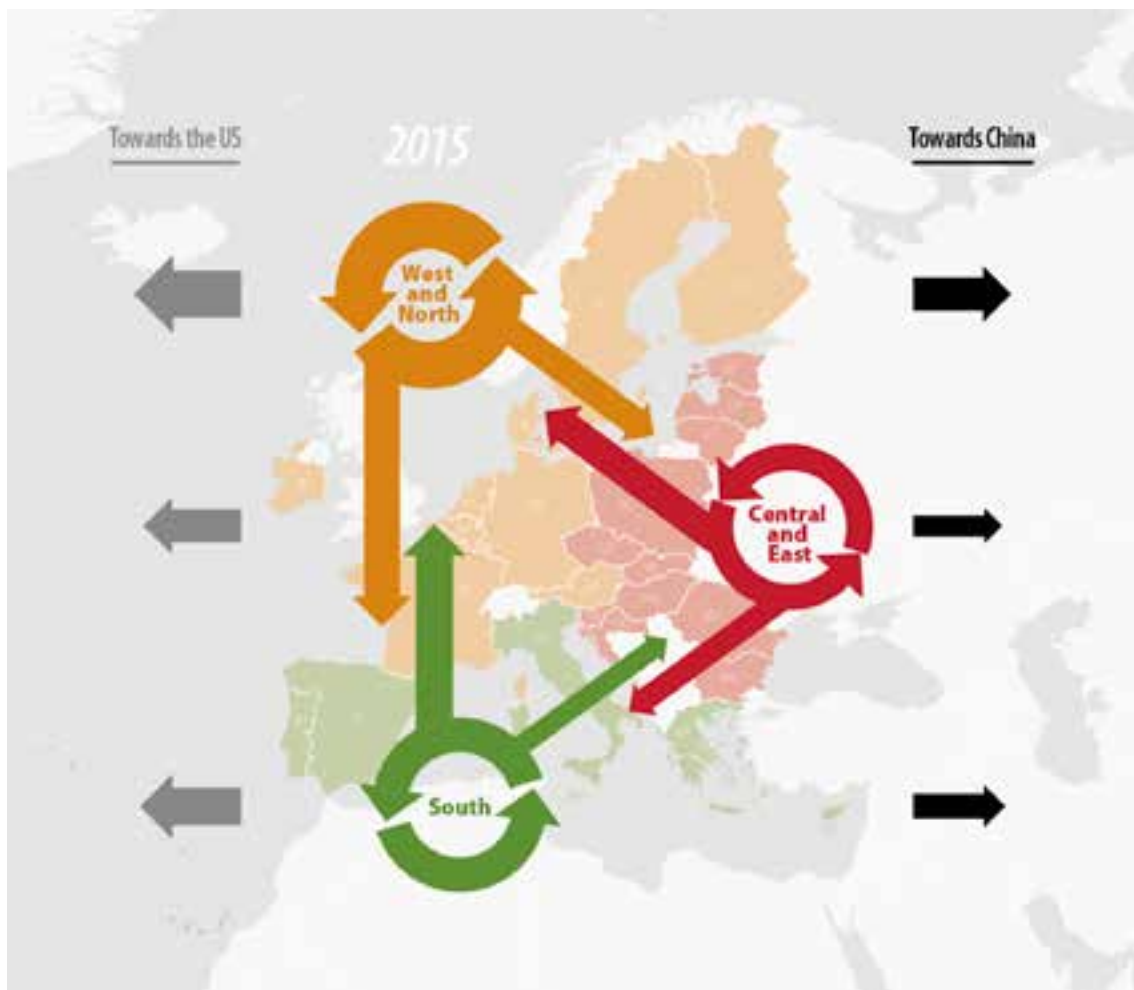 Towards the US
2015
Towards China
West
and
North
Central
and
East
South